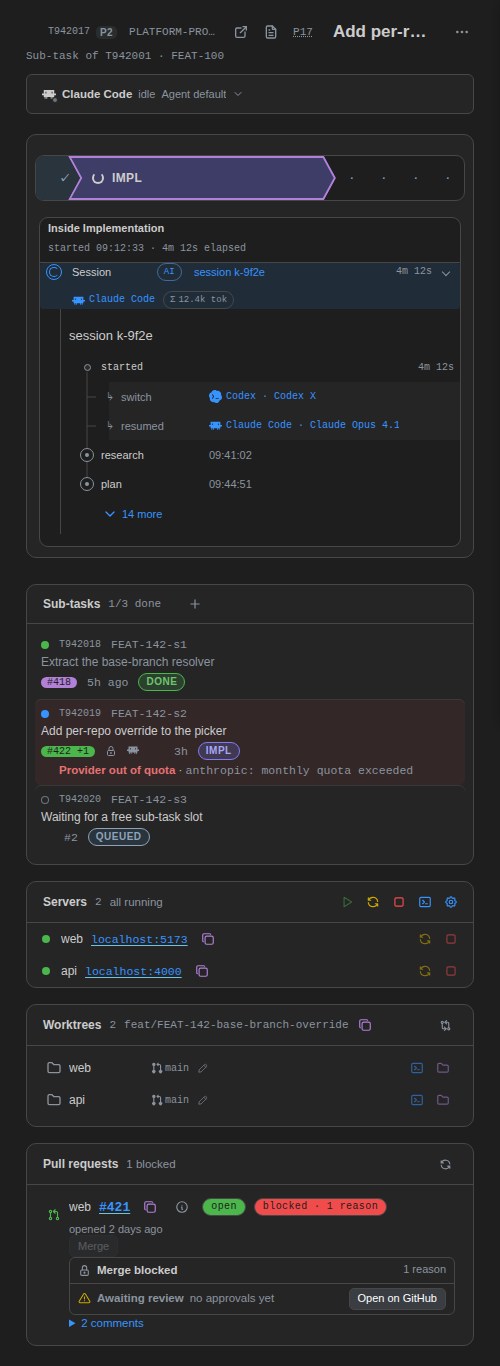 T942017 P2 PLATFORM-PRO… P17 Add per-r… ···
Sub-task of T942001 · FEAT-100
Claude Code idle Agent default
✓ IMPL · · · ·
Inside Implementation
started 09:12:33 · 4m 12s elapsed
Session AI session k-9f2e 4m 12s
Claude Code Σ 12.4k tok
session k-9f2e
started 4m 12s
↳ switch Codex · Codex X
↳ resumed Claude Code · Claude Opus 4.1
research 09:41:02
plan 09:44:51
14 more
Sub-tasks 1/3 done +
T942018 FEAT-142-s1
Extract the base-branch resolver
#418 5h ago DONE
T942019 FEAT-142-s2
Add per-repo override to the picker
#422 +1 3h IMPL
Provider out of quota · anthropic: monthly quota exceeded
T942020 FEAT-142-s3
Waiting for a free sub-task slot
#2 QUEUED
Servers 2 all running
web localhost:5173
api localhost:4000
Worktrees 2 feat/FEAT-142-base-branch-override
web main
api main
Pull requests 1 blocked
web #421 open blocked · 1 reason
opened 2 days ago
Merge
Merge blocked 1 reason
Awaiting review no approvals yet Open on GitHub
2 comments